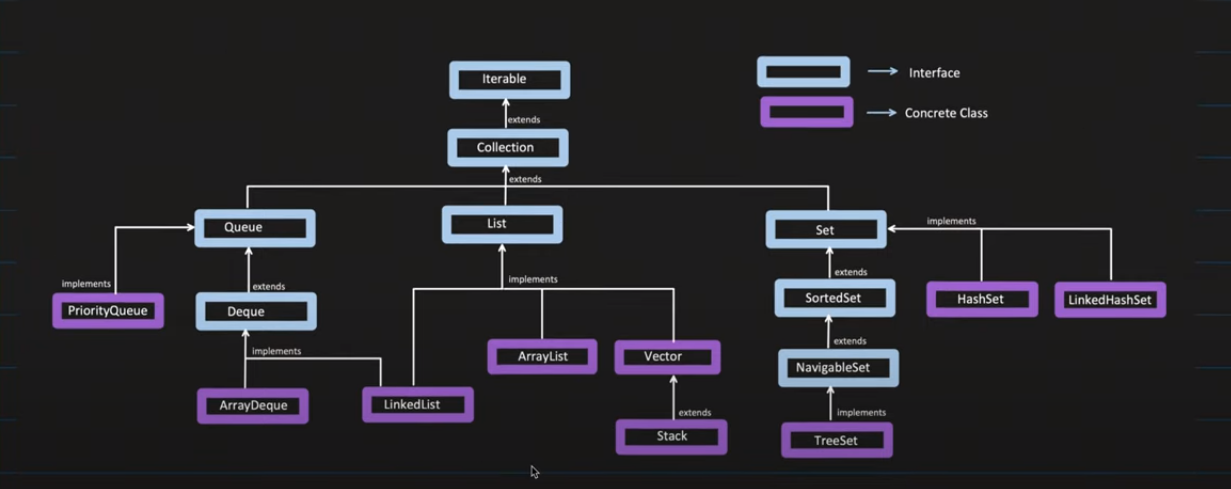 Iterable
Interface
extends
Concrete Class
Collection
extends
Queue
List
Set
implements
implements
extends
implements
extends
PriorityQueue
Deque
SortedSet
HashSet
LinkedHashSet
implements
extends
ArrayList
Vector
NavigableSet
ArrayDeque
LinkedList
extends
implements
Stack
TreeSet